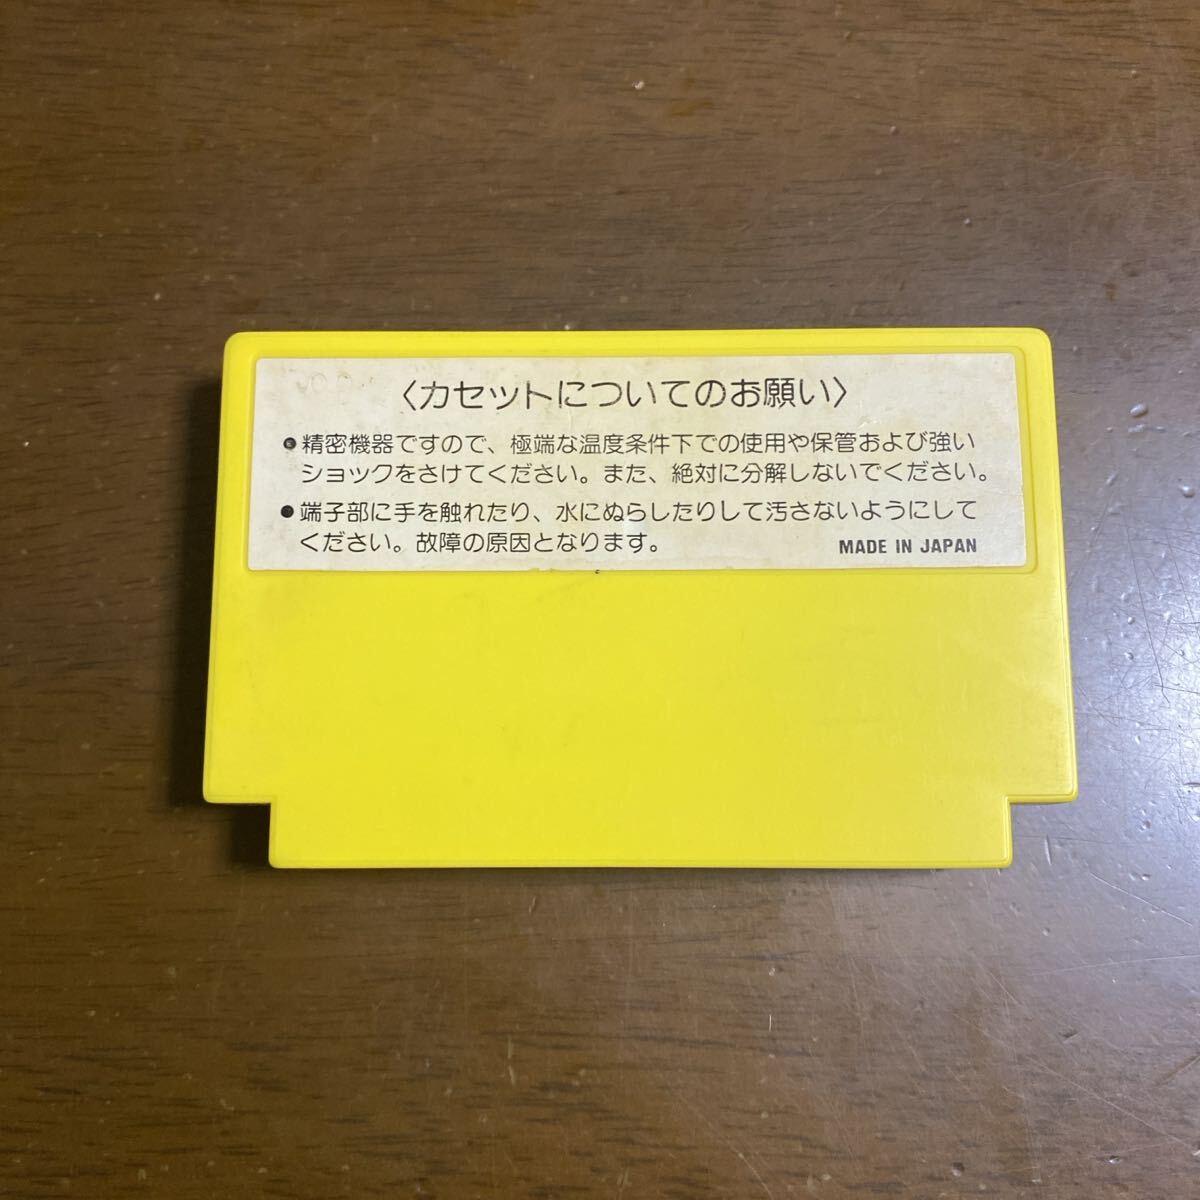 〈カセットについてのお願い〉
●精密機器ですので、極端な温度条件下での使用や保管および強い
ショックをさけてください。また、絶対に分解しないでください。
●端子部に手を触れたり、水にぬらしたりして汚さないようにして
ください。故障の原因となります。
MADE IN JAPAN